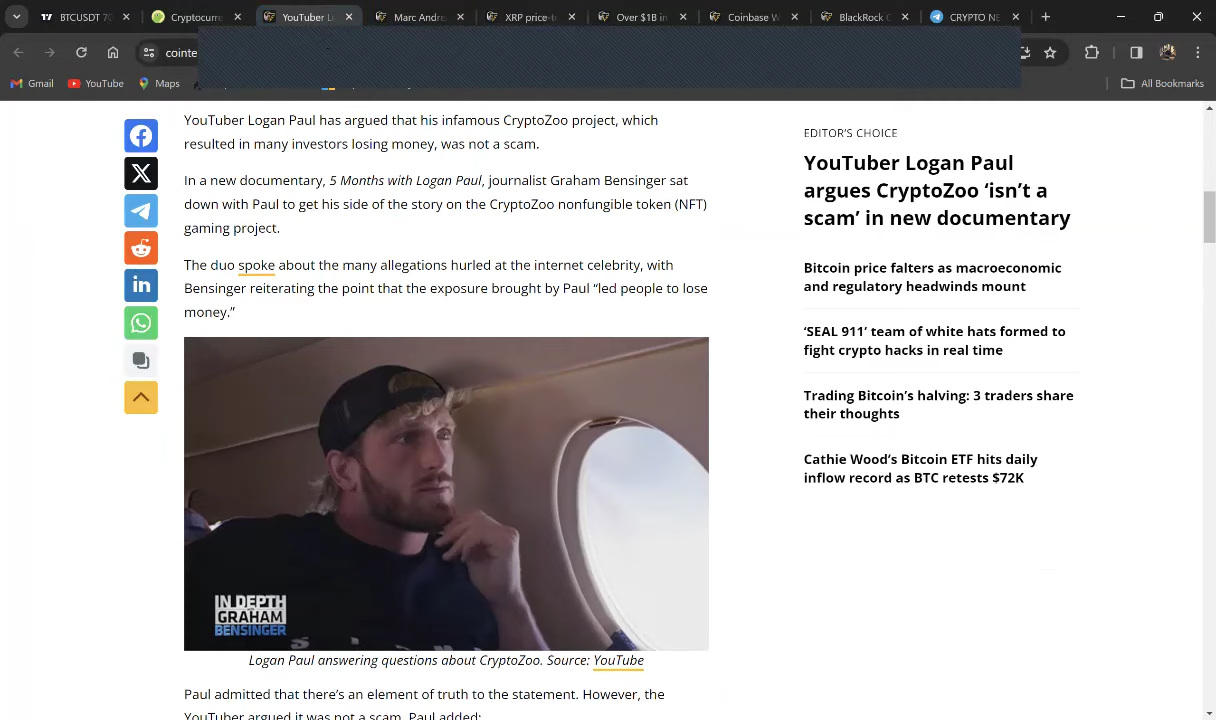 BTCUSDT 70
Cryptocurr
YouTuber L
Marc Andre
XRP price-t
Over $1B in
Coinbase W
BlackRock C
CRYPTO NE
cointe
Gmail
YouTube
Maps
All Bookmarks
YouTuber Logan Paul has argued that his infamous CryptoZoo project, which
resulted in many investors losing money, was not a scam.
In a new documentary, 5 Months with Logan Paul, journalist Graham Bensinger sat
down with Paul to get his side of the story on the CryptoZoo nonfungible token (NFT)
gaming project.
The duo spoke about the many allegations hurled at the internet celebrity, with
Bensinger reiterating the point that the exposure brought by Paul “led people to lose
money.”
IN DEPTH
GRAHAM
BENSINGER
Logan Paul answering questions about CryptoZoo. Source: YouTube
Paul admitted that there’s an element of truth to the statement. However, the
YouTuber argued it was not a scam. Paul added:
EDITOR’S CHOICE
YouTuber Logan Paul
argues CryptoZoo ‘isn’t a
scam’ in new documentary
Bitcoin price falters as macroeconomic
and regulatory headwinds mount
‘SEAL 911’ team of white hats formed to
fight crypto hacks in real time
Trading Bitcoin’s halving: 3 traders share
their thoughts
Cathie Wood’s Bitcoin ETF hits daily
inflow record as BTC retests $72K